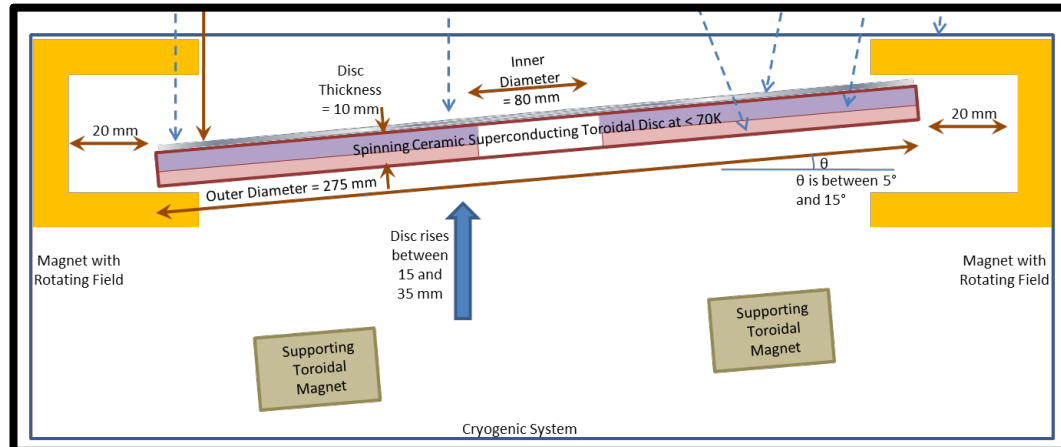 Disc
Thickness
= 10 mm
Inner
Diameter
= 80 mm
20 mm
20 mm
Spinning Ceramic Superconducting Toroidal Disc at < 70K
Outer Diameter = 275 mm
θ
θ is between 5°
and 15°
Disc rises
between
15 and
35 mm
Magnet with
Rotating Field
Magnet with
Rotating Field
Supporting
Toroidal
Magnet
Supporting
Toroidal
Magnet
Cryogenic System